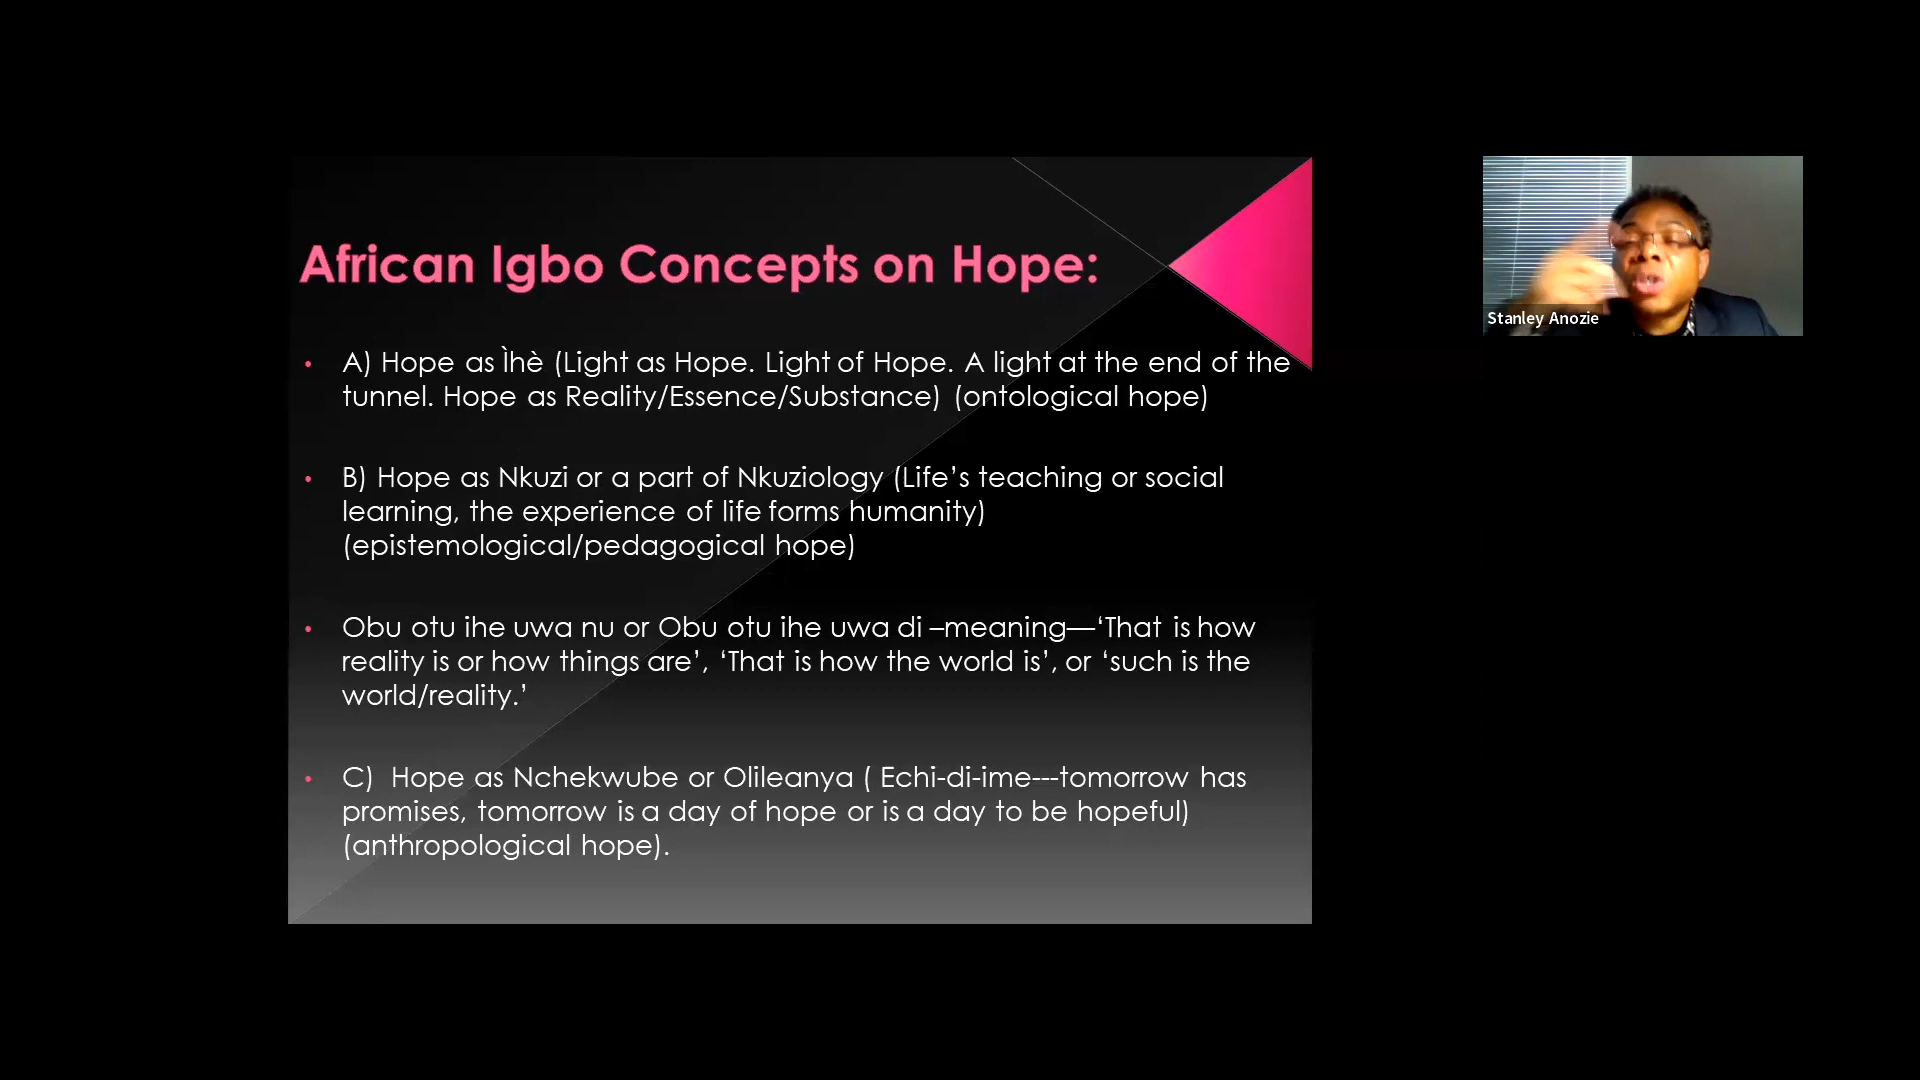 African Igbo Concepts on Hope:
• A) Hope as Ìhè (Light as Hope. Light of Hope. A light at the end of the
tunnel. Hope as Reality/Essence/Substance) (ontological hope)
• B) Hope as Nkuzi or a part of Nkuziology (Life’s teaching or social
learning, the experience of life forms humanity)
(epistemological/pedagogical hope)
• Obu otu ihe uwa nu or Obu otu ihe uwa di –meaning—‘That is how
reality is or how things are’, ‘That is how the world is’, or ‘such is the
world/reality.’
• C) Hope as Nchekwube or Olileanya ( Echi-di-ime---tomorrow has
promises, tomorrow is a day of hope or is a day to be hopeful)
(anthropological hope).
Stanley Anozie